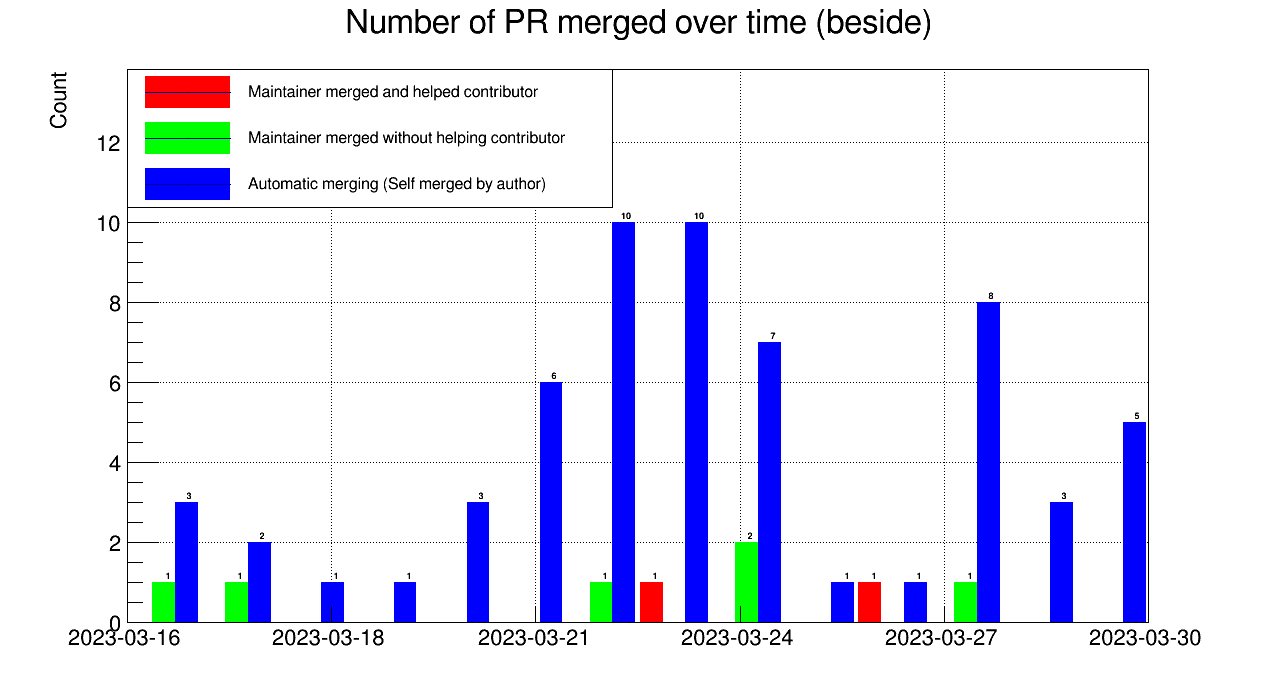 Number of PR merged over time (beside)
Count
Maintainer merged and helped contributor
Maintainer merged without helping contributor
Automatic merging (Self merged by author)
12
10
8
6
4
2
0
1 3 1 2 1 1 3 6 1 10 1 10 2 7 1 1 1 1 8 3 5
2023-03-16 2023-03-18 2023-03-21 2023-03-24 2023-03-27 2023-03-30